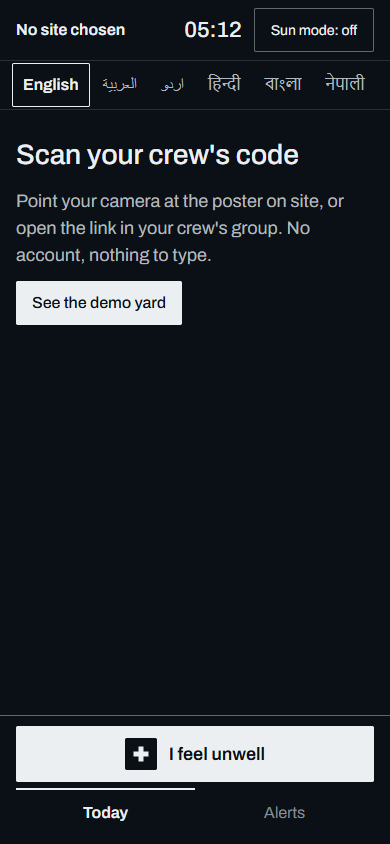 No site chosen
05:12
Sun mode: off
English
العربية
اردو
हिन्दी
বাংলা
नेपाली
Scan your crew's code
Point your camera at the poster on site, or
open the link in your crew's group. No
account, nothing to type.
See the demo yard
I feel unwell
Today
Alerts